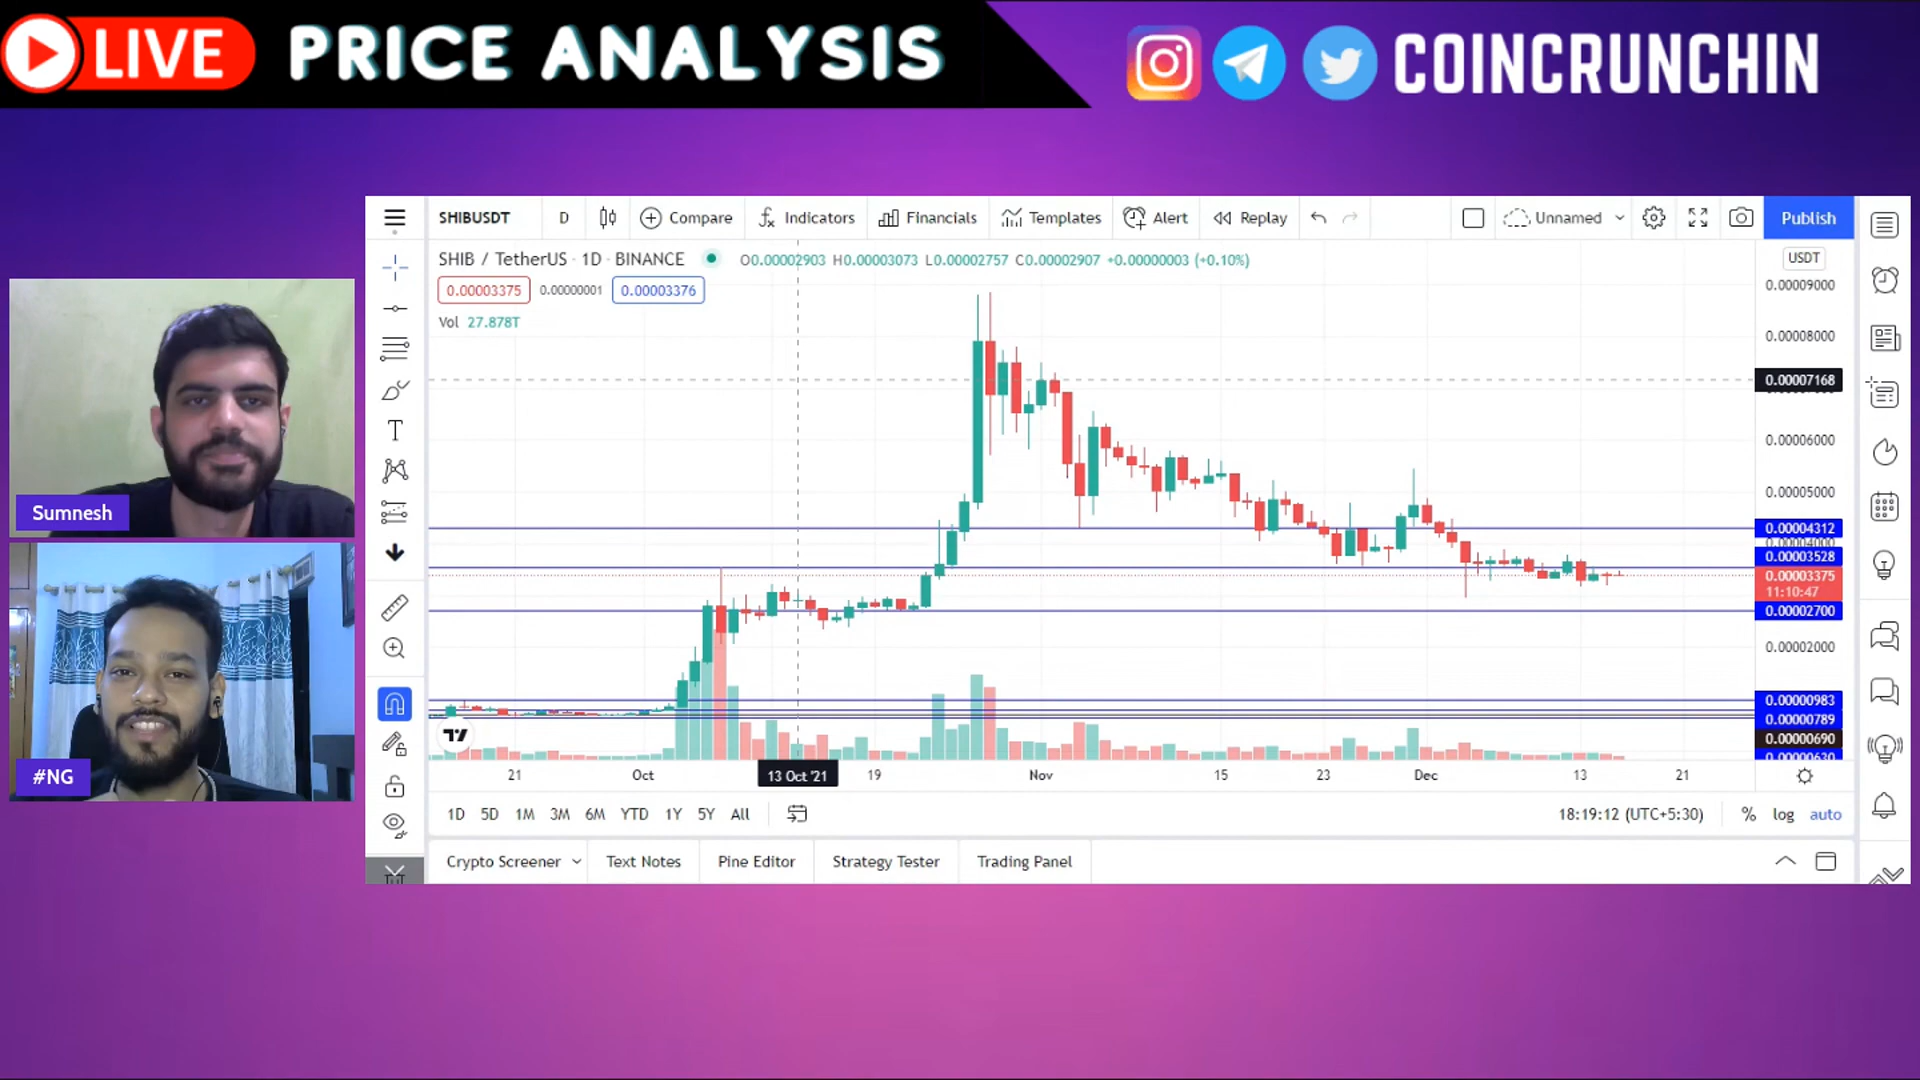 LIVE
PRICE ANALYSIS
COINCRUNCHIN
SHIBUSDT D Compare Indicators Financials Templates Alert Replay Unnamed Publish
SHIB / TetherUS · 1D · BINANCE O0.00002903 H0.00003073 L0.00002757 C0.00002907 +0.00000003 (+0.10%)
USDT
0.00003375 0.00000001 0.00003376
Vol 27.878T
0.00009000
0.00008000
0.00007168
0.00006000
0.00005000
0.00004312
0.00004000
0.00003528
0.00003375
11:10:47
0.00002700
0.00002000
0.00000983
0.00000789
0.00000690
0.00000630
21 Oct 13 Oct '21 19 Nov 15 23 Dec 13 21
1D 5D 1M 3M 6M YTD 1Y 5Y All 18:19:12 (UTC+5:30) % log auto
Crypto Screener Text Notes Pine Editor Strategy Tester Trading Panel
Sumnesh
#NG